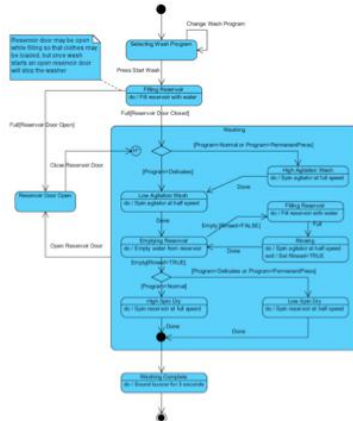 Change Wash Program
Reservoir door may be open
while filling so that clothes may
be loaded, but once wash
starts an open reservoir door
will stop the washer
Selecting Wash Program
Press Start Wash
Filling Reservoir
do / Fill reservoir with water
Full[Reservoir Door Open]
Full[Reservoir Door Closed]
Washing
[Program=Normal or Program=PermanentPress]
Close Reservoir Door
H*
[Program=Delicates]
High Agitation Wash
do / Spin agitator at full speed
Done
Low Agitation Wash
do / Spin agitator at half speed
Reservoir Door Open
Done
Filling Reservoir
do / Fill reservoir with water
Empty [Rinsed=FALSE]
Full
Open Reservoir Door
Emptying Reservoir
do / Empty water from reservoir
Done
Rinsing
do / Spin agitator at half speed
exit / Set Rinsed=TRUE
Empty[Rinsed=TRUE]
[Program=Delicates or Program=PermanentPress]
[Program=Normal]
High Spin Dry
do / Spin reservoir at full speed
Low Spin Dry
do / Spin reservoir at half speed
Done
Done
Washing Complete
do / Sound buzzer for 3 seconds